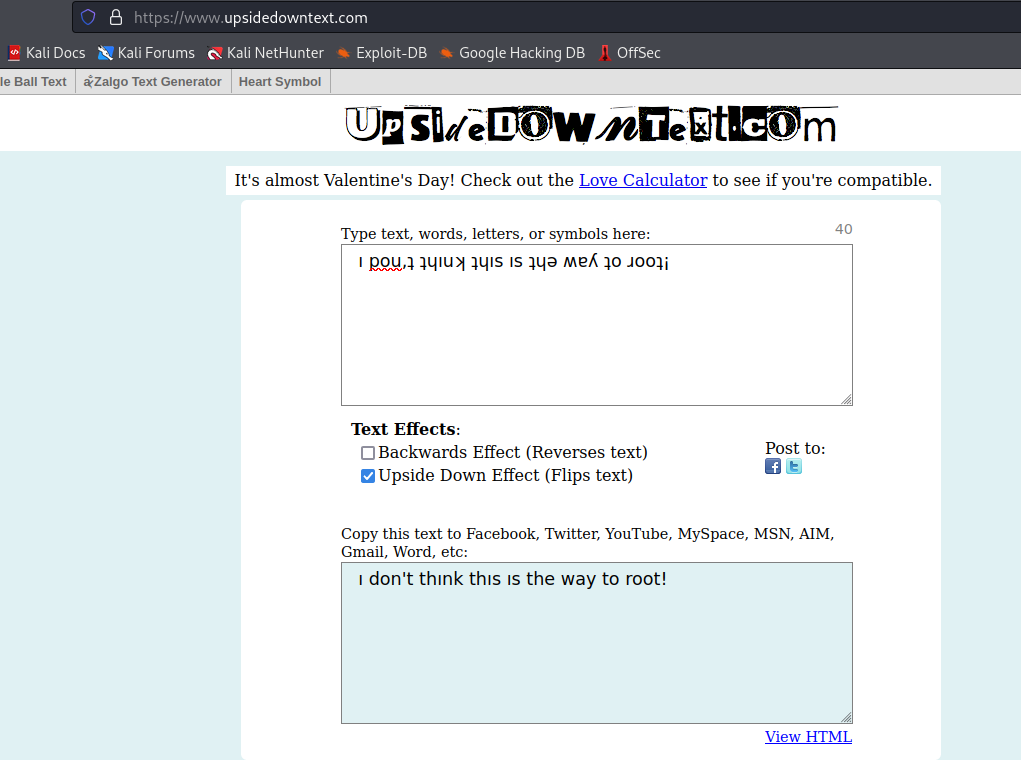 https://www.upsidedowntext.com
Kali Docs Kali Forums Kali NetHunter Exploit-DB Google Hacking DB OffSec
le Ball Text Zalgo Text Generator Heart Symbol
UpsideDOWnText.cOm
It's almost Valentine's Day! Check out the Love Calculator to see if you're compatible.
Type text, words, letters, or symbols here: 40
ı pou,ʇ ʇɥıuʞ ʇɥıs ıs ʇɥǝ ʍɐʎ ʇo ɹooʇ¡
Text Effects:
Backwards Effect (Reverses text)
Upside Down Effect (Flips text)
Post to:
Copy this text to Facebook, Twitter, YouTube, MySpace, MSN, AIM,
Gmail, Word, etc:
ı don't thınk thıs ıs the way to root!
View HTML